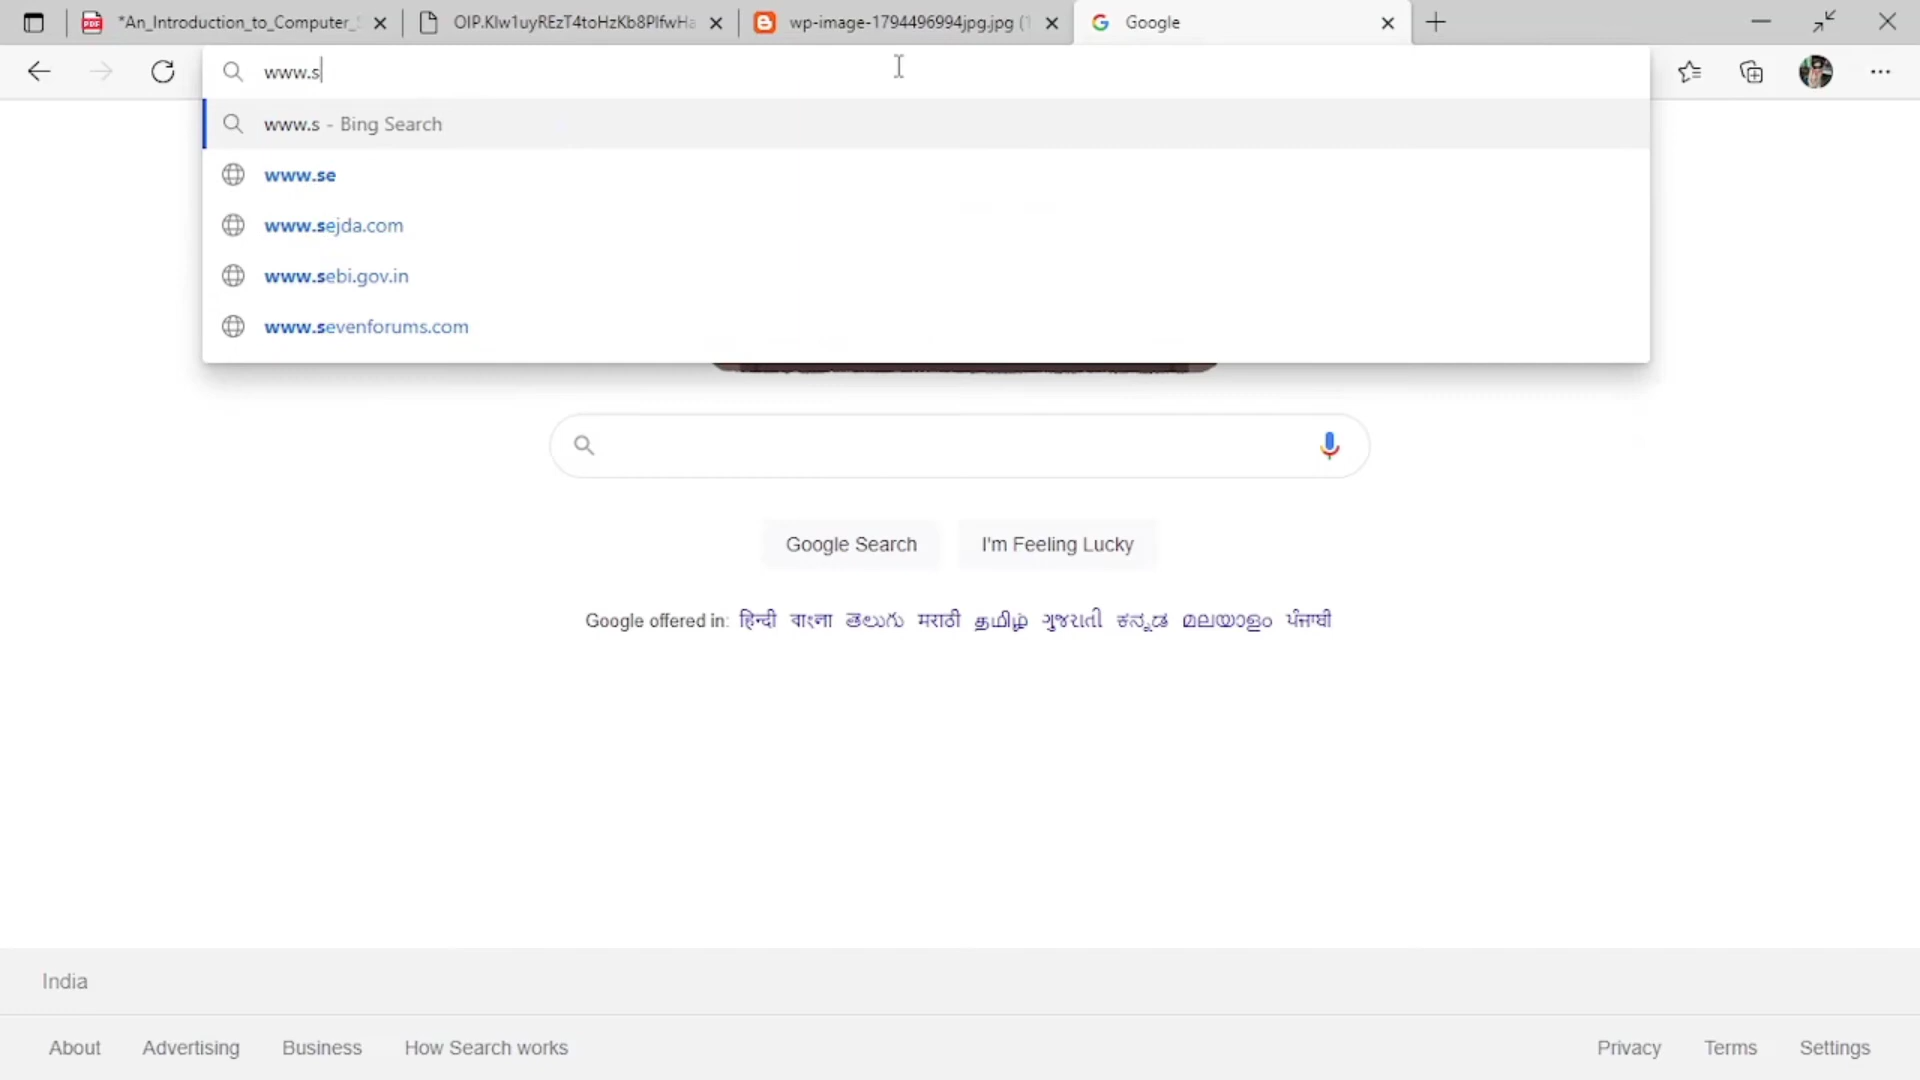 *An_Introduction_to_Computer_
OIP.Klw1uyREzT4toHzKb8PlfwHa
wp-image-1794496994jpg.jpg (1
Google
www.s
www.s - Bing Search
www.se
www.sejda.com
www.sebi.gov.in
www.sevenforums.com
Google Search
I'm Feeling Lucky
Google offered in: हिन्दी বাংলা తెలుగు मराठी தமிழ் ગુજરાતી ಕನ್ನಡ മലയാളം ਪੰਜਾਬੀ
India
About
Advertising
Business
How Search works
Privacy
Terms
Settings